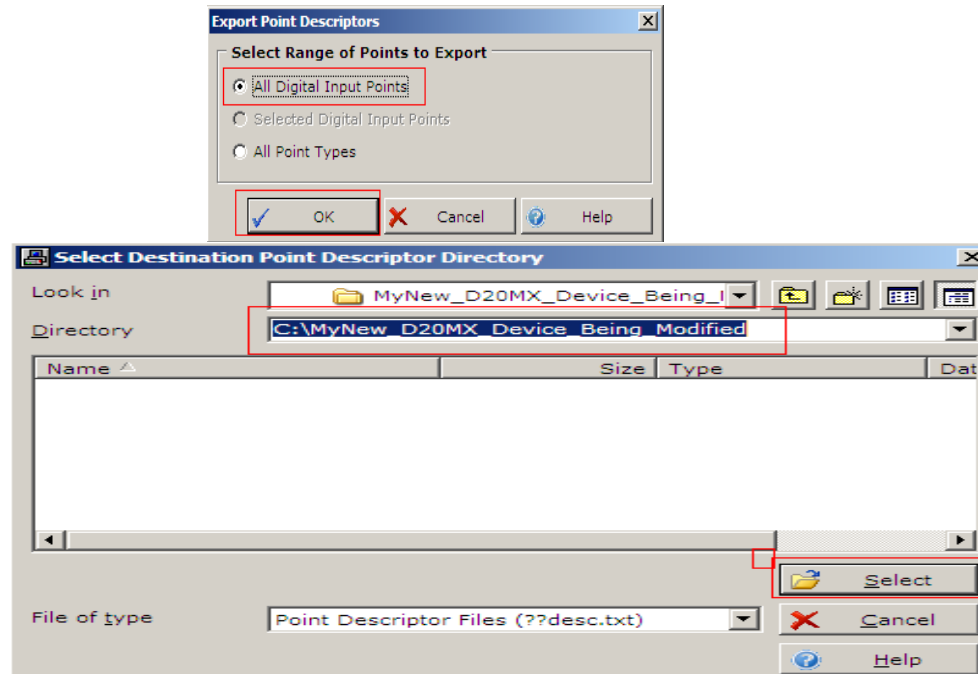 Export Point Descriptors
Select Range of Points to Export
All Digital Input Points
Selected Digital Input Points
All Point Types
OK Cancel Help
Select Destination Point Descriptor Directory
Look in MyNew_D20MX_Device_Being_
Directory C:\MyNew_D20MX_Device_Being_Modified
Name Size Type Dat
Select
File of type Point Descriptor Files (??desc.txt) Cancel
Help